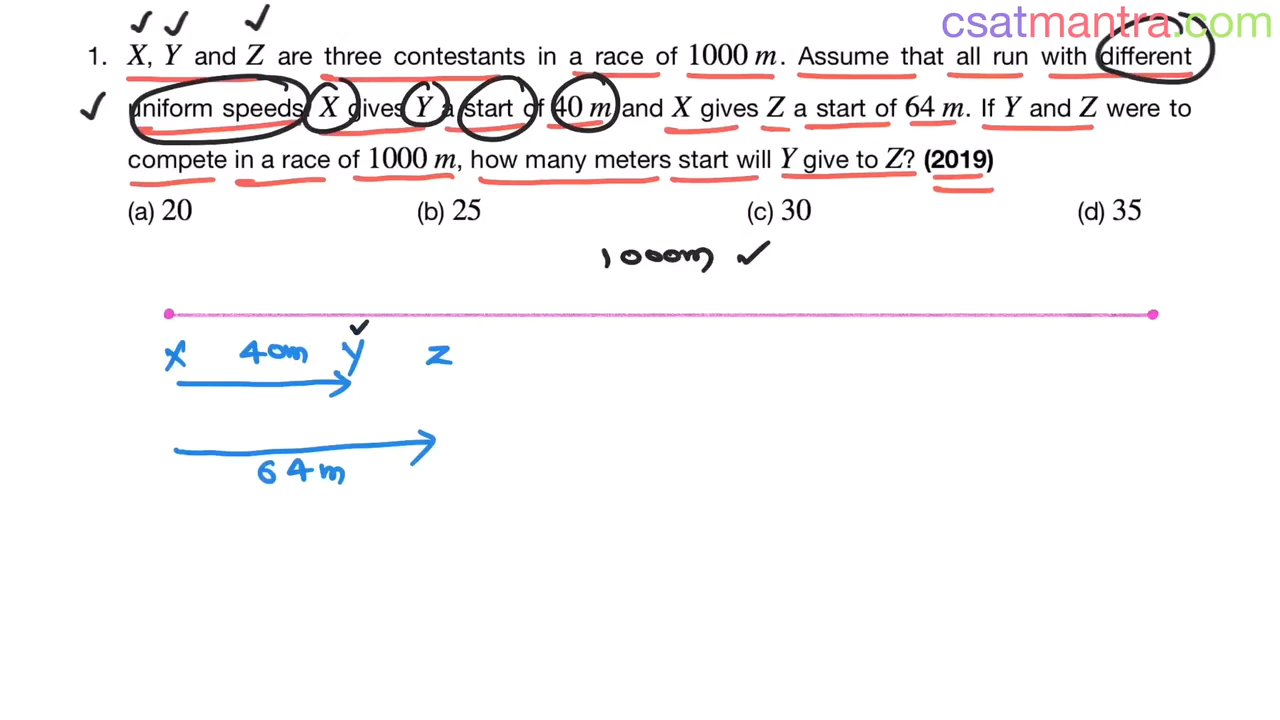 csatmantra.com
1. X, Y and Z are three contestants in a race of 1000 m. Assume that all run with different
uniform speeds X gives Y a start of 40 m and X gives Z a start of 64 m. If Y and Z were to
compete in a race of 1000 m, how many meters start will Y give to Z? (2019)
(a) 20 (b) 25 (c) 30 (d) 35
1000m
X 40m Y Z
64m